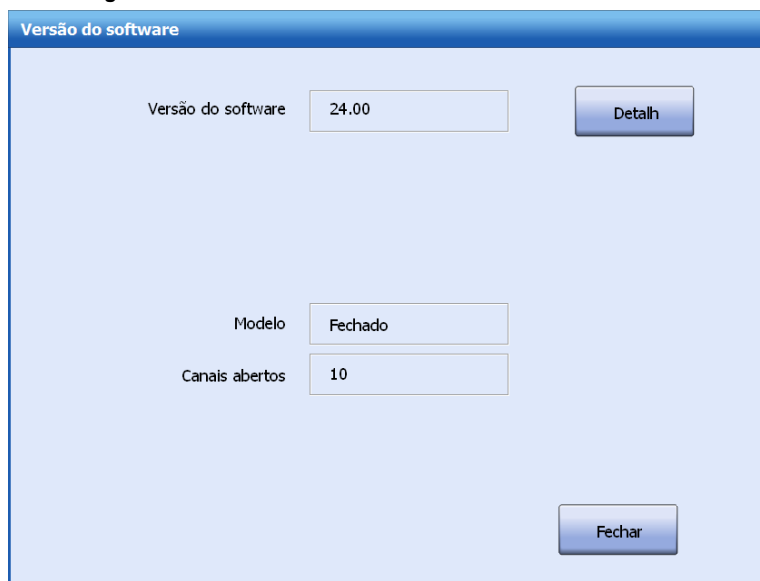 Versão do software
Versão do software 24.00 Detalh
Modelo Fechado
Canais abertos 10
Fechar